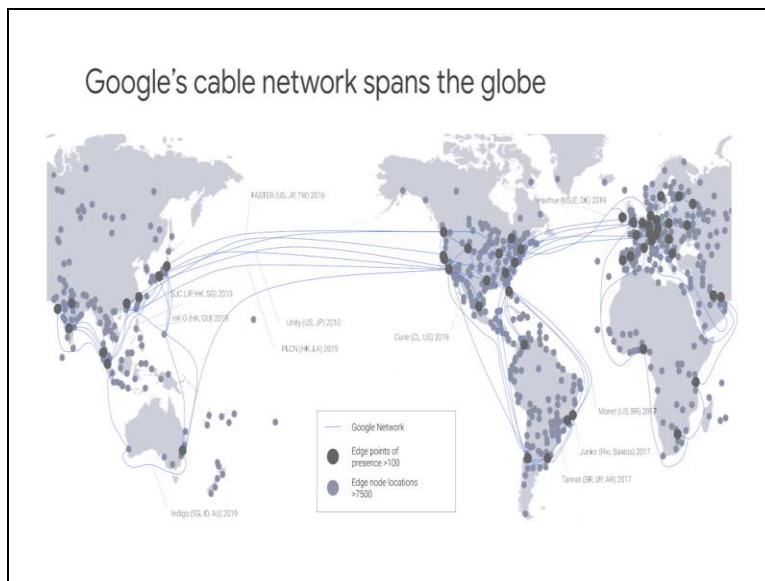 Google's cable network spans the globe
FASTER (US, JP, TW) 2016
Havfrue (US,IE, DK) 2019
SJC (JP, HK, SG) 2013
HK-G (HK, GU) 2019
Unity (US, JP) 2010
Curie (CL, US) 2019
PLCN (HK, LA) 2019
Monet (US, BR) 2017
Google Network
Edge points of
presence >100
Edge node locations
>7500
Junior (Rio, Santos) 2017
Tannat (BR, UY, AR) 2017
Indigo (SG, ID, AU) 2019